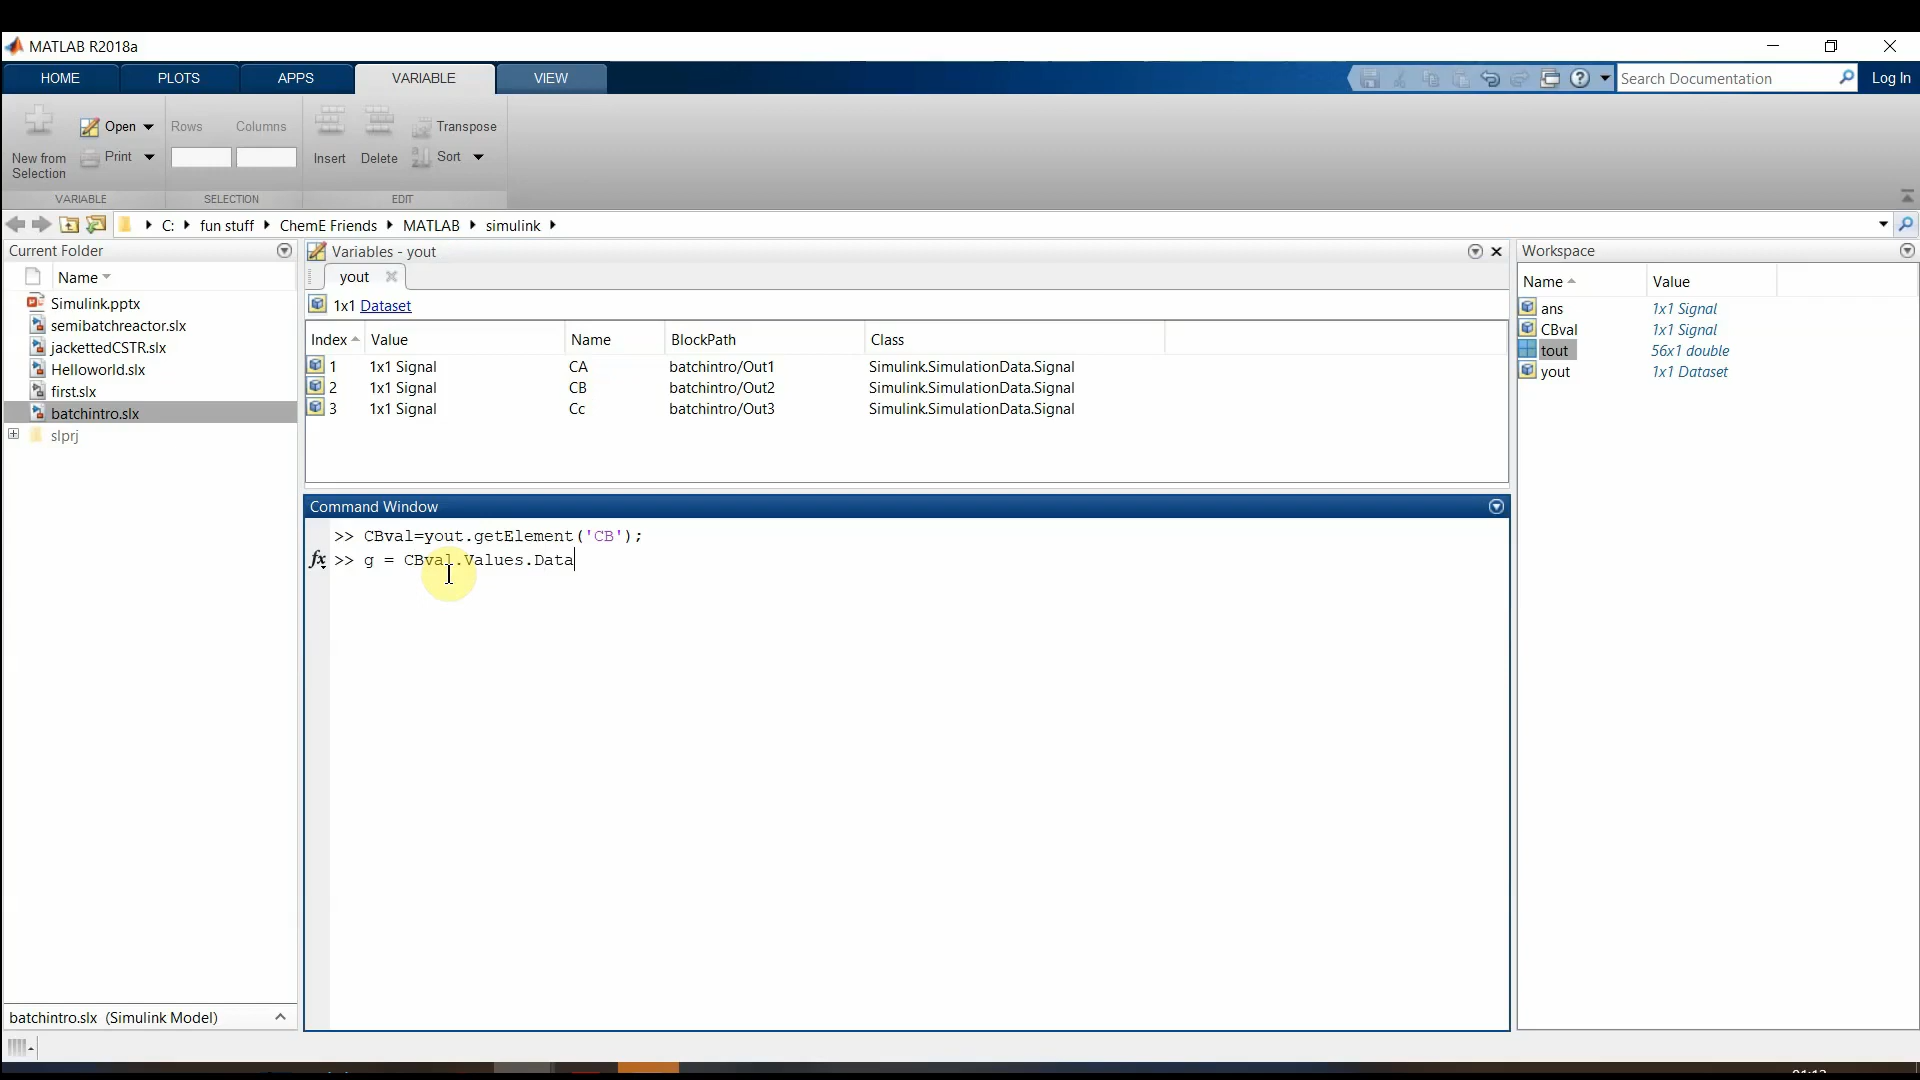 MATLAB R2018a
HOME PLOTS APPS VARIABLE VIEW
Search Documentation Log In
New from Selection
Open
Print
Rows Columns
Insert Delete
Transpose
Sort
VARIABLE SELECTION EDIT
C: fun stuff ChemE Friends MATLAB simulink
Current Folder
Name
Simulink.pptx
semibatchreactor.slx
jackettedCSTR.slx
Helloworld.slx
first.slx
batchintro.slx
slprj
batchintro.slx (Simulink Model)
Variables - yout
yout
1x1 Dataset
Index Value Name BlockPath Class
1 1x1 Signal CA batchintro/Out1 Simulink.SimulationData.Signal
2 1x1 Signal CB batchintro/Out2 Simulink.SimulationData.Signal
3 1x1 Signal Cc batchintro/Out3 Simulink.SimulationData.Signal
Command Window
>> CBval=yout.getElement('CB');
fx >> g = CBval.Values.Data
Workspace
Name Value
ans 1x1 Signal
CBval 1x1 Signal
tout 56x1 double
yout 1x1 Dataset